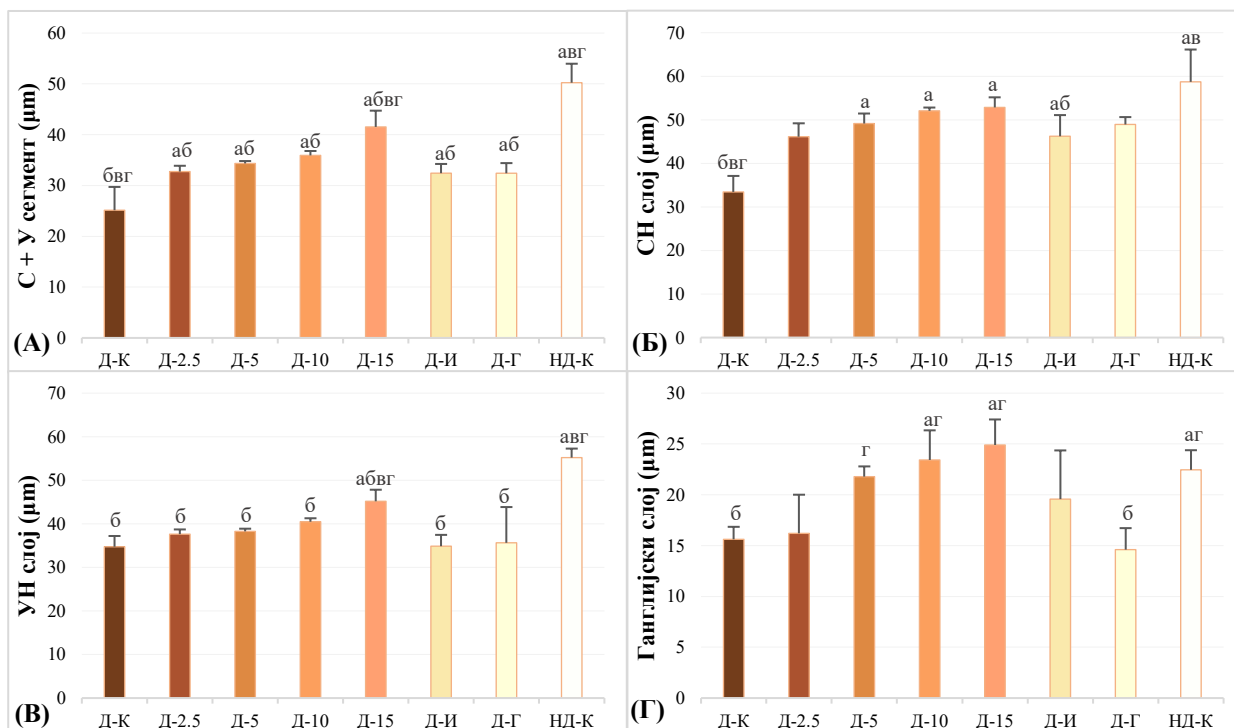 С + У сегмент (µm)
60
50
40
30
20
10
0
бвг
аб
аб
аб
абвг
аб
аб
авг
Д-К Д-2.5 Д-5 Д-10 Д-15 Д-И Д-Г НД-К
(А)
СН слој (µm)
70
60
50
40
30
20
10
0
бвг
а
а
а
аб
ав
Д-К Д-2.5 Д-5 Д-10 Д-15 Д-И Д-Г НД-К
(Б)
УН слој (µm)
70
60
50
40
30
20
10
0
б
б
б
б
абвг
б
б
авг
Д-К Д-2.5 Д-5 Д-10 Д-15 Д-И Д-Г НД-К
(В)
Ганглијски слој (µm)
30
25
20
15
10
5
0
б
г
аг
аг
б
аг
Д-К Д-2.5 Д-5 Д-10 Д-15 Д-И Д-Г НД-К
(Г)